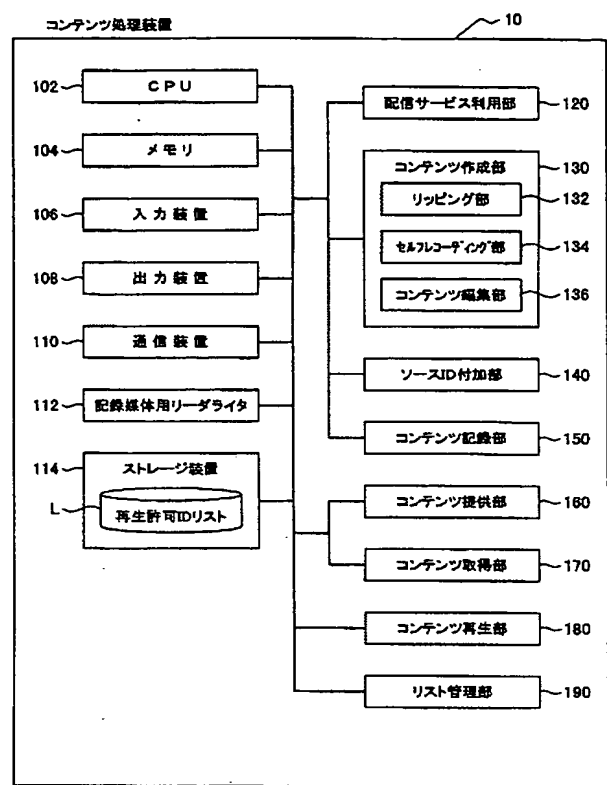 コンテンツ処理装置
10
102
CPU
104
メモリ
106
入力装置
108
出力装置
110
通信装置
112
記録媒体用リーダライタ
114
ストレージ装置
L
再生許可IDリスト
配信サービス利用部
120
コンテンツ作成部
130
リッピング部
132
セルフレコーディング部
134
コンテンツ編集部
136
ソースID付加部
140
コンテンツ記録部
150
コンテンツ提供部
160
コンテンツ取得部
170
コンテンツ再生部
180
リスト管理部
190